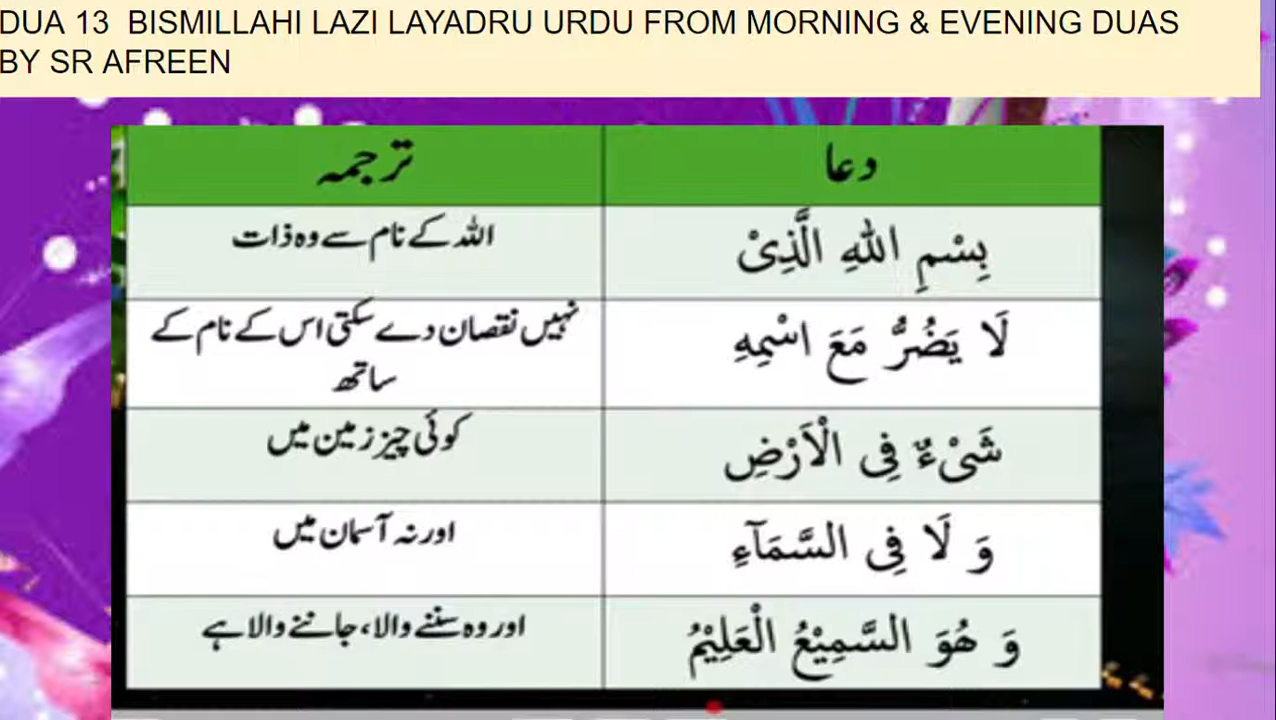 DUA 13 BISMILLAHI LAZI LAYADRU URDU FROM MORNING & EVENING DUAS
BY SR AFREEN
دعا
ترجمہ
بِسْمِ اللهِ الَّذِیْ
اللہ کے نام سے وہ ذات
لَا یَضُرُّ مَعَ اسْمِهِ
نہیں نقصان دے سکتی اس کے نام کے
ساتھ
شَیْءٌ فِی الْاَرْضِ
کوئی چیز زمین میں
وَ لَا فِی السَّمَآءِ
اور نہ آسمان میں
وَ هُوَ السَّمِیْعُ الْعَلِیْمُ
اور وہ سننے والا، جاننے والا ہے